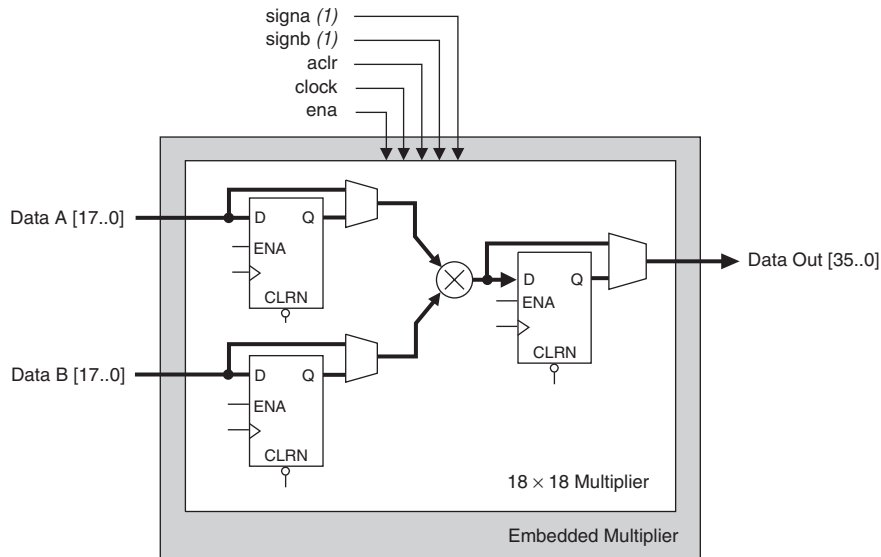 signa (1)
signb (1)
aclr
clock
ena
Data A [17..0]
D Q
ENA
CLRN
Data Out [35..0]
D Q
ENA
CLRN
Data B [17..0]
D Q
ENA
CLRN
18 × 18 Multiplier
Embedded Multiplier